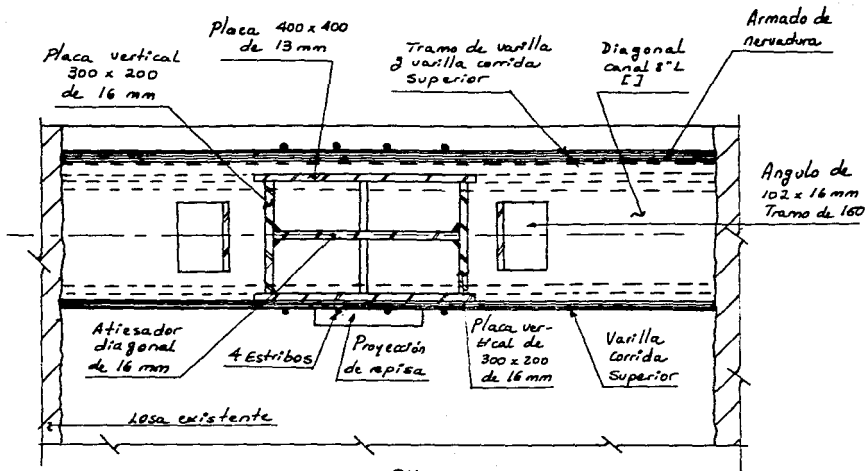 Placa vertical
300 x 200
de 16 mm
Placa 400 x 400
de 13 mm
Tramo de varilla
y varilla corrida
Superior
Diagonal
canal 8" L
[]
Armado de
nervadura
Angulo de
102 x 16 mm
Tramo de 160
Atiesador
diagonal
de 16 mm
4 Estribos
Proyección
de repisa
Placa ver-
tical de
300 x 200
de 16 mm
Varilla
corrida
Superior
Losa existente